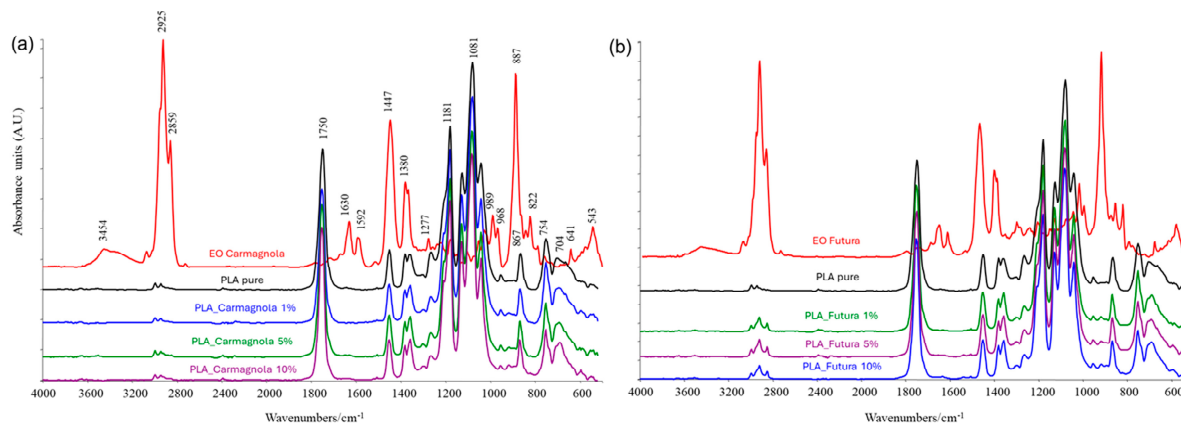 (a)
Absorbance units (A.U.)
3454
2925
2859
1750
1630
1592
1447
1380
1277
1181
1081
989
968
887
867
822
754
704
641
543
EO Carmagnola
PLA pure
PLA_Carmagnola 1%
PLA_Carmagnola 5%
PLA_Carmagnola 10%
4000 3600 3200 2800 2400 2000 1800 1600 1400 1200 1000 800 600
Wavenumbers/cm-1
(b)
EO Futura
PLA pure
PLA_Futura 1%
PLA_Futura 5%
PLA_Futura 10%
4000 3600 3200 2800 2400 2000 1800 1600 1400 1200 1000 800 600
Wavenumbers/cm-1